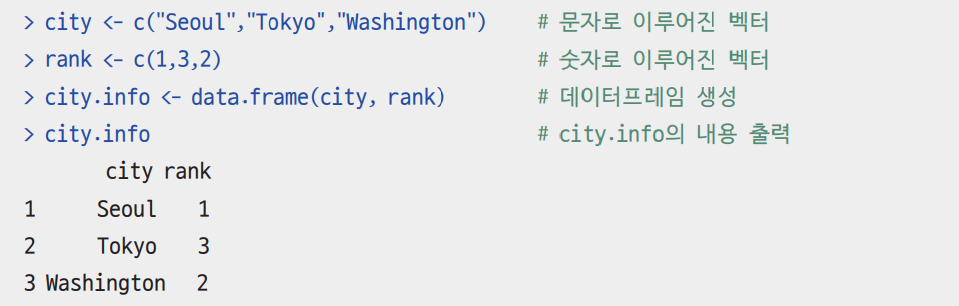 > city <- c("Seoul","Tokyo","Washington") # 문자로 이루어진 벡터
> rank <- c(1,3,2) # 숫자로 이루어진 벡터
> city.info <- data.frame(city, rank) # 데이터프레임 생성
> city.info # city.info의 내용 출력
city rank
1 Seoul 1
2 Tokyo 3
3 Washington 2